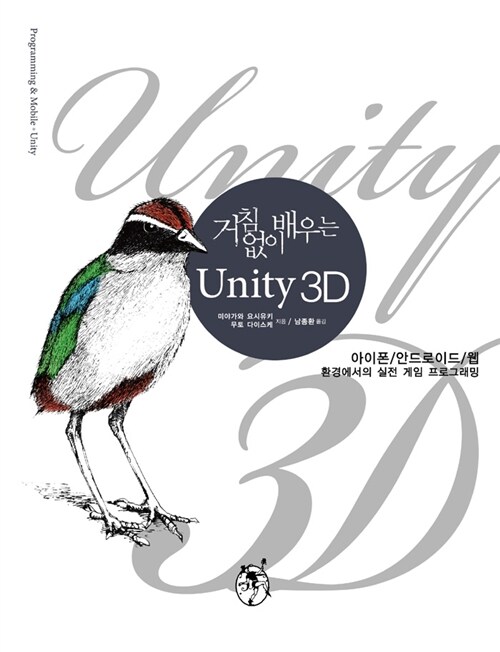 Programming & Mobile > Unity
Unity
거침없이 배우는
Unity 3D
미야가와 요시유키
무토 다이스케 지음 / 남종환 옮김
아이폰/안드로이드/웹
환경에서의 실전 게임 프로그래밍
3D